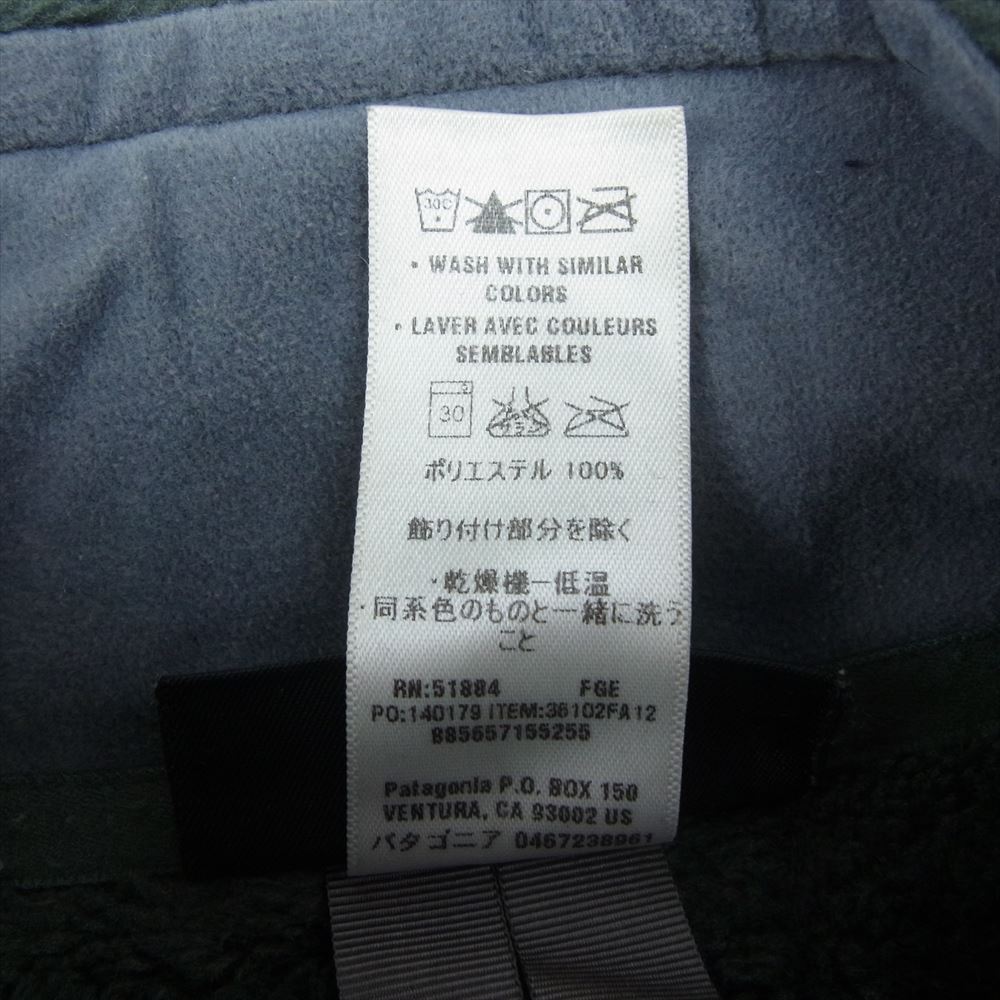 30C
• WASH WITH SIMILAR
COLORS
• LAVER AVEC COULEURS
SEMBLABLES
30
ポリエステル 100%
飾り付け部分を除く
・乾燥機ー低温
・同系色のものと一緒に洗う
こと
RN:51884 FGE
PO:140179 ITEM:36102FA12
885657155255
Patagonia P.O. BOX 150
VENTURA, CA 93002 US
パタゴニア 0467238961